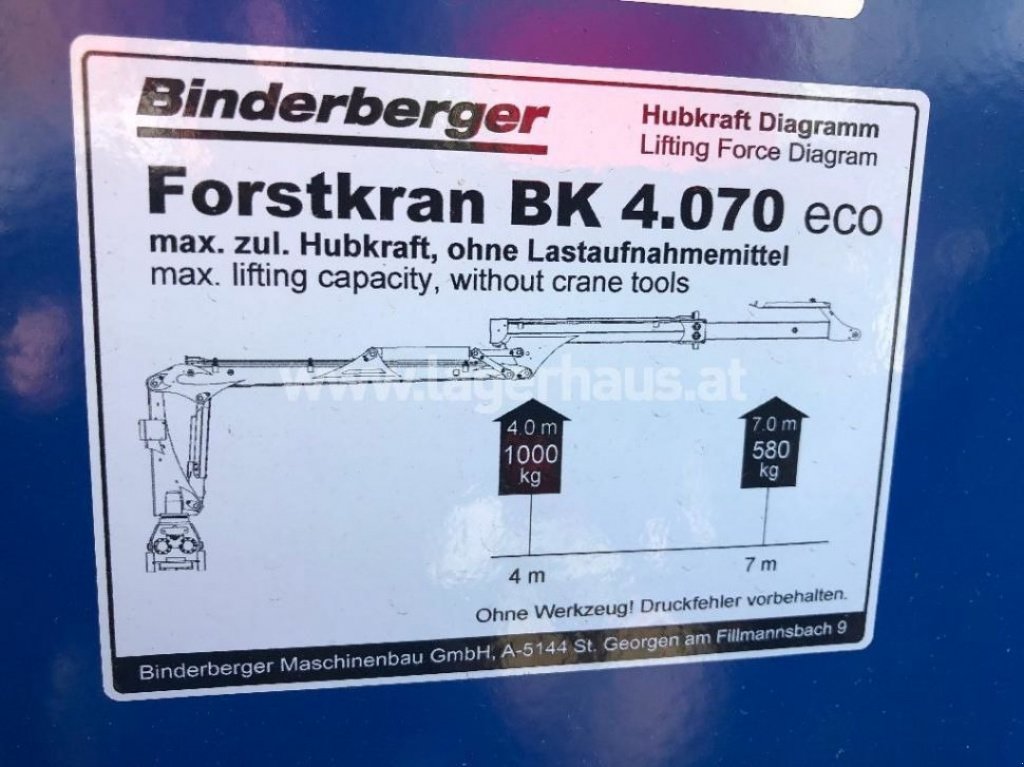 Binderberger
Hubkraft Diagramm
Lifting Force Diagram
Forstkran BK 4.070 eco
max. zul. Hubkraft, ohne Lastaufnahmemittel
max. lifting capacity, without crane tools
www.lagerhaus.at
4.0 m
1000
kg
7.0 m
580
kg
4 m
7 m
Ohne Werkzeug! Druckfehler vorbehalten.
Binderberger Maschinenbau GmbH, A-5144 St. Georgen am Fillmannsbach 9